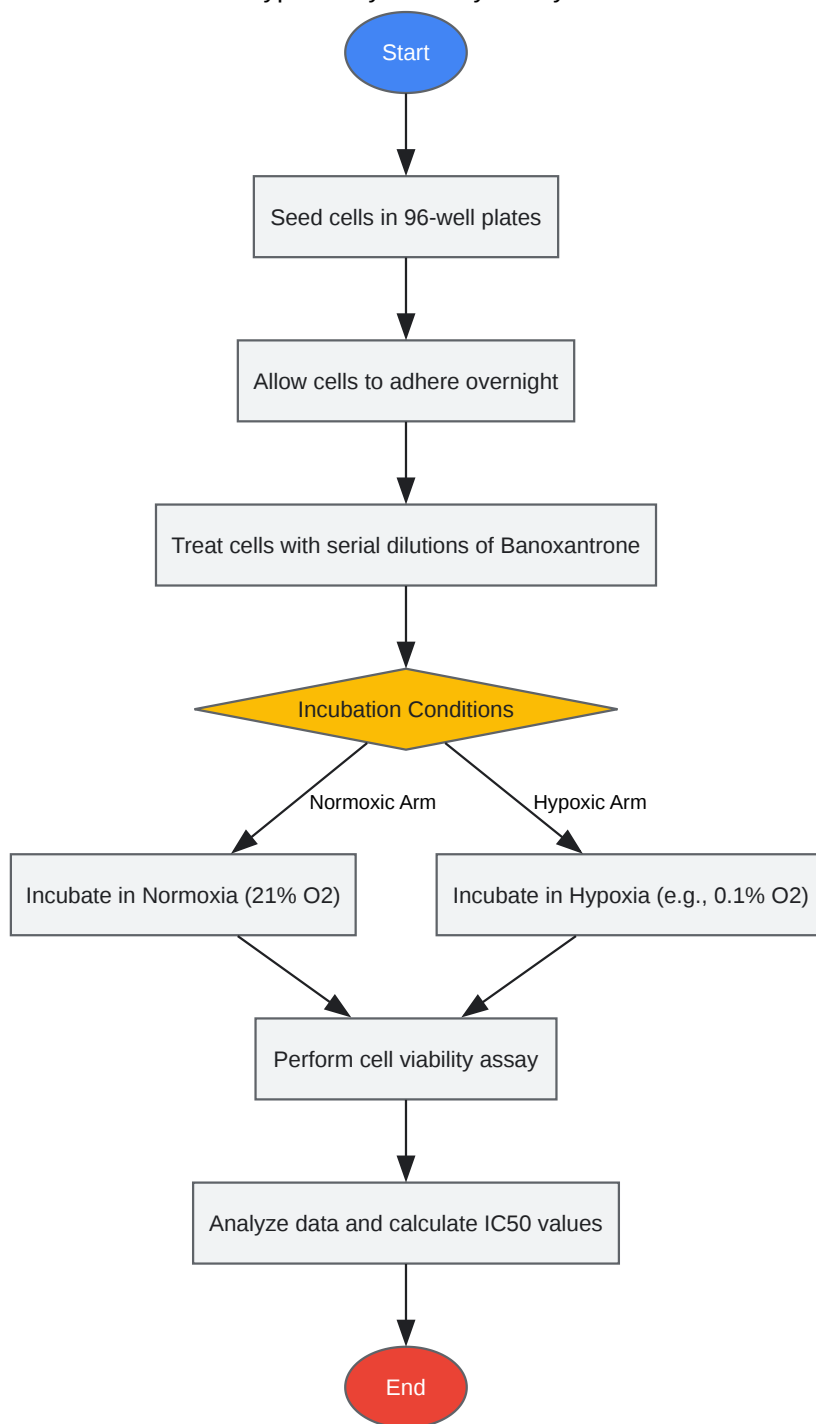 Start
Seed cells in 96-well plates
Allow cells to adhere overnight
Treat cells with serial dilutions of Banoxantrone
Incubation Conditions
Normoxic Arm
Hypoxic Arm
Incubate in Normoxia (21% O2)
Incubate in Hypoxia (e.g., 0.1% O2)
Perform cell viability assay
Analyze data and calculate IC50 values
End